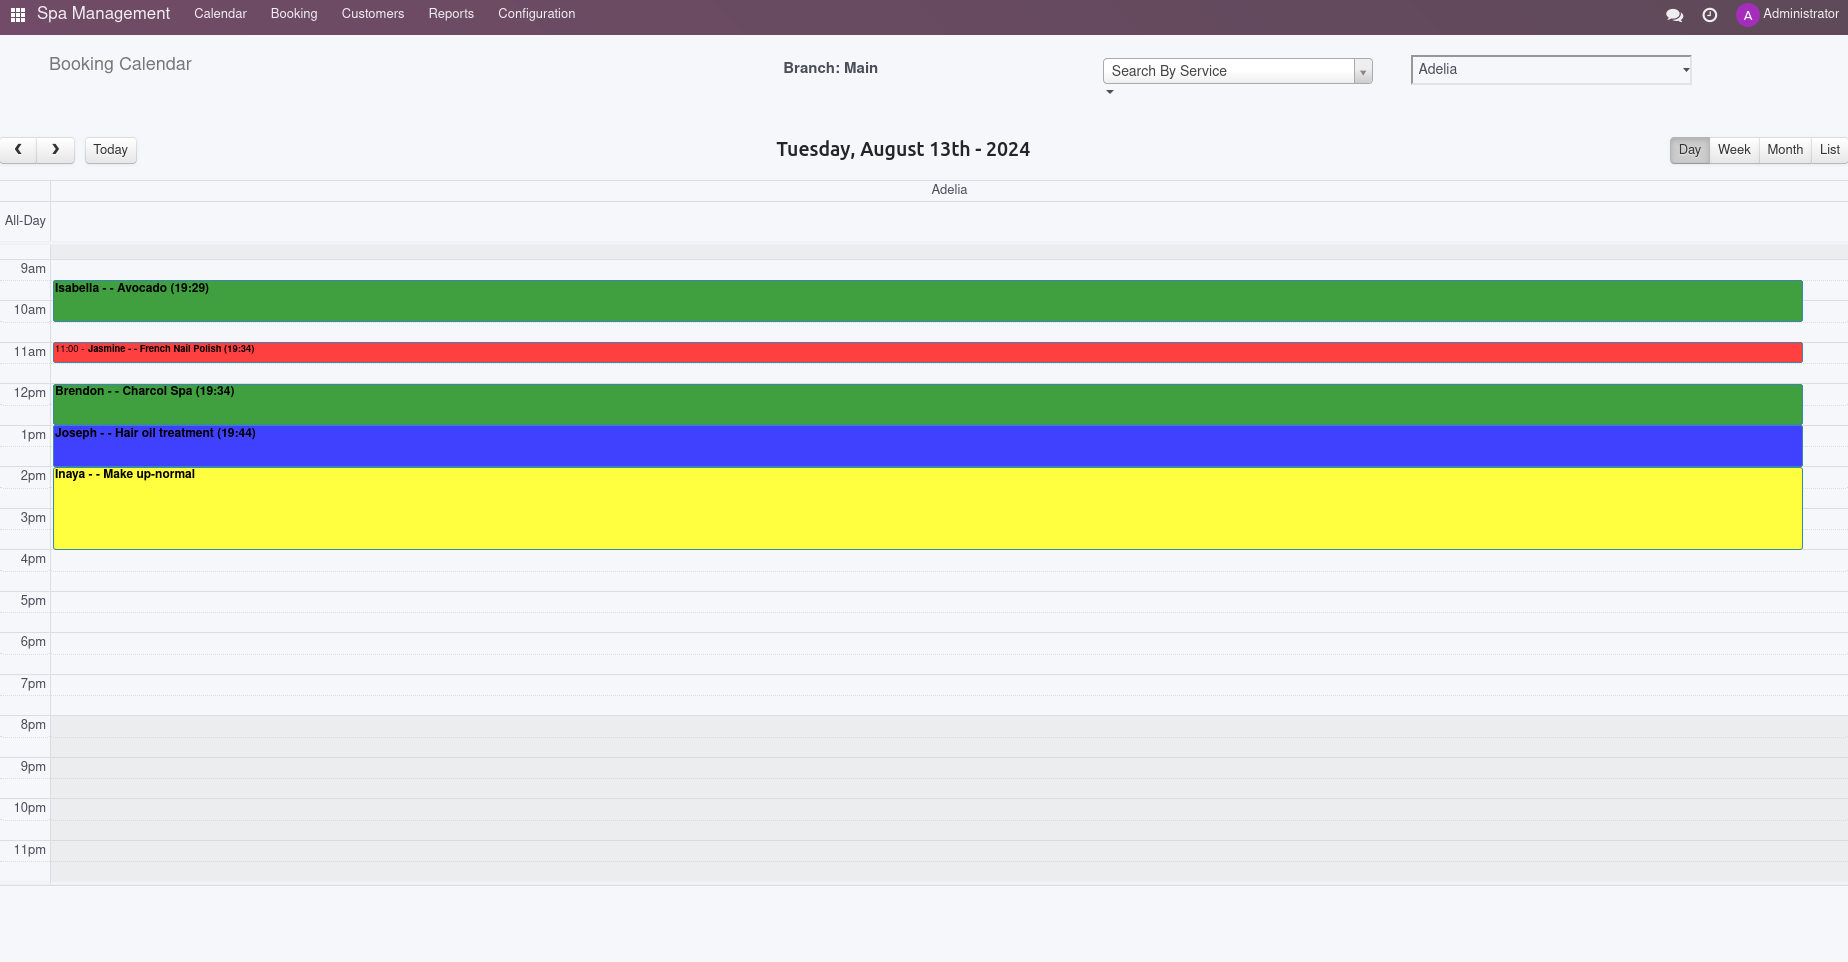 Spa Management Calendar Booking Customers Reports Configuration A Administrator
Booking Calendar Branch: Main Search By Service Adelia
Today Tuesday, August 13th - 2024 Day Week Month List
Adelia
All-Day
9am
Isabella - - Avocado (19:29)
10am
11am 11:00 - Jasmine - - French Nail Polish (19:34)
12pm Brendon - - Charcol Spa (19:34)
1pm Joseph - - Hair oil treatment (19:44)
2pm Inaya - - Make up-normal
3pm
4pm
5pm
6pm
7pm
8pm
9pm
10pm
11pm